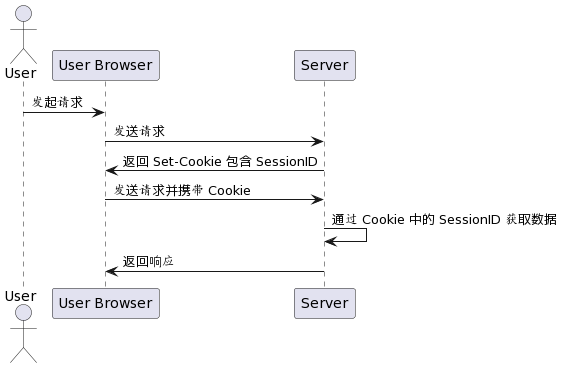 User
User Browser
Server
发起请求
发送请求
返回 Set-Cookie 包含 SessionID
发送请求并携带 Cookie
通过 Cookie 中的 SessionID 获取数据
返回响应
User
User Browser
Server